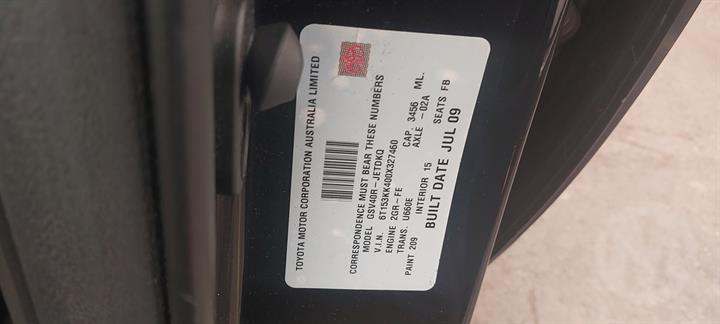 TOYOTA MOTOR CORPORATION AUSTRALIA LIMITED
CORRESPONDENCE MUST BEAR THESE NUMBERS
MODEL GSV40R-JETDKQ
V.I.N. 6T153KK400X327460
ENGINE 2GR-FE CAP. 3456 ML.
TRANS. U660E AXLE -02A
PAINT 209 INTERIOR 15 SEATS FB
BUILT DATE JUL 09